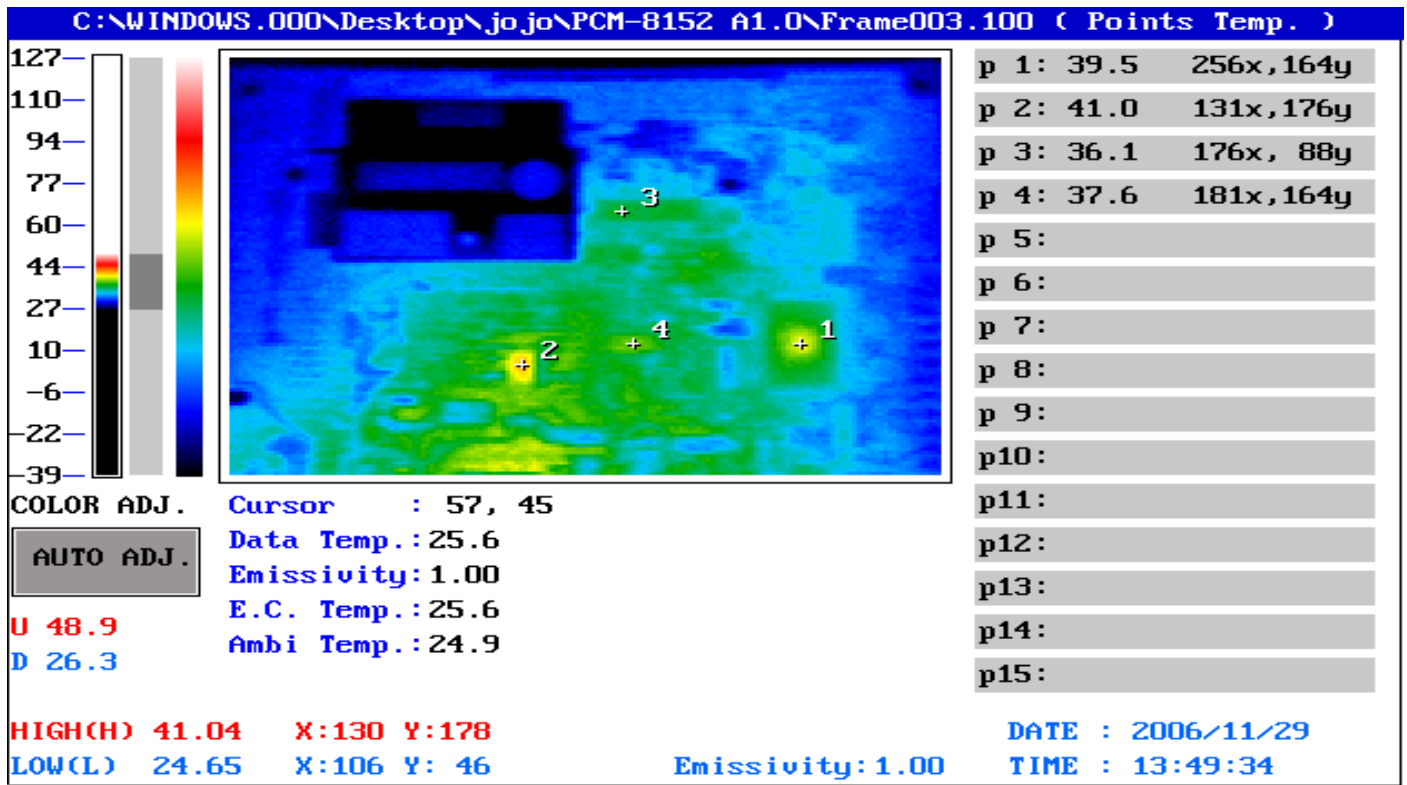 C:\WINDOWS.000\Desktop\jojo\PCM-8152 A1.0\Frame003.100 ( Points Temp. )
127
110
94
77
60
44
27
10
-6
-22
-39
3
4
1
2
p 1: 39.5 256x,164y
p 2: 41.0 131x,176y
p 3: 36.1 176x, 88y
p 4: 37.6 181x,164y
p 5:
p 6:
p 7:
p 8:
p 9:
p10:
p11:
p12:
p13:
p14:
p15:
COLOR ADJ.
AUTO ADJ.
U 48.9
D 26.3
Cursor : 57, 45
Data Temp.:25.6
Emissivity:1.00
E.C. Temp.:25.6
Ambi Temp.:24.9
HIGH(H) 41.04 X:130 Y:178
LOW(L) 24.65 X:106 Y: 46
Emissivity:1.00
DATE : 2006/11/29
TIME : 13:49:34